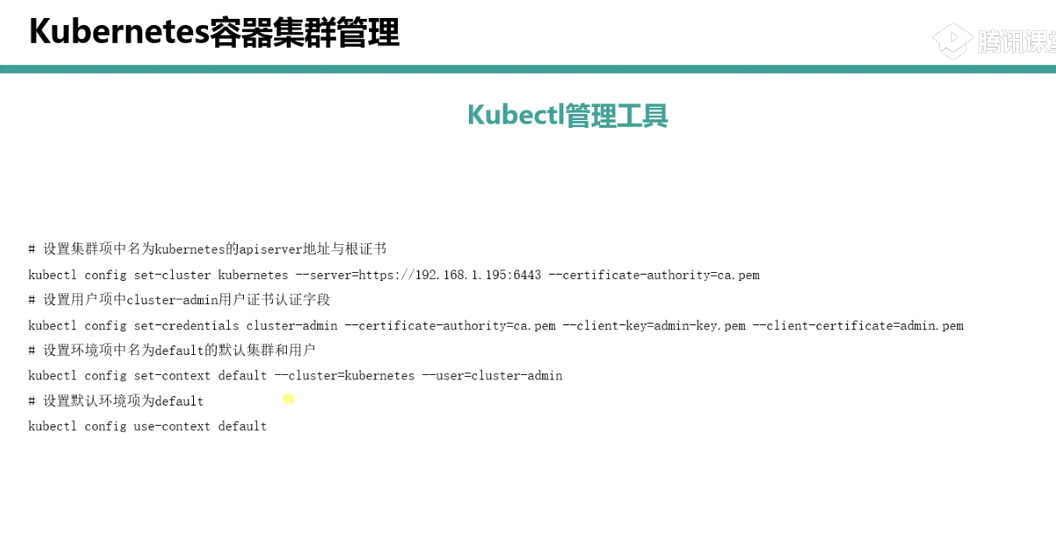 Kubernetes容器集群管理
腾讯课堂
Kubectl管理工具
# 设置集群项中名为kubernetes的apiserver地址与根证书
kubectl config set-cluster kubernetes --server=https://192.168.1.195:6443 --certificate-authority=ca.pem
# 设置用户项中cluster-admin用户证书认证字段
kubectl config set-credentials cluster-admin --certificate-authority=ca.pem --client-key=admin-key.pem --client-certificate=admin.pem
# 设置环境项中名为default的默认集群和用户
kubectl config set-context default --cluster=kubernetes --user=cluster-admin
# 设置默认环境项为default
kubectl config use-context default